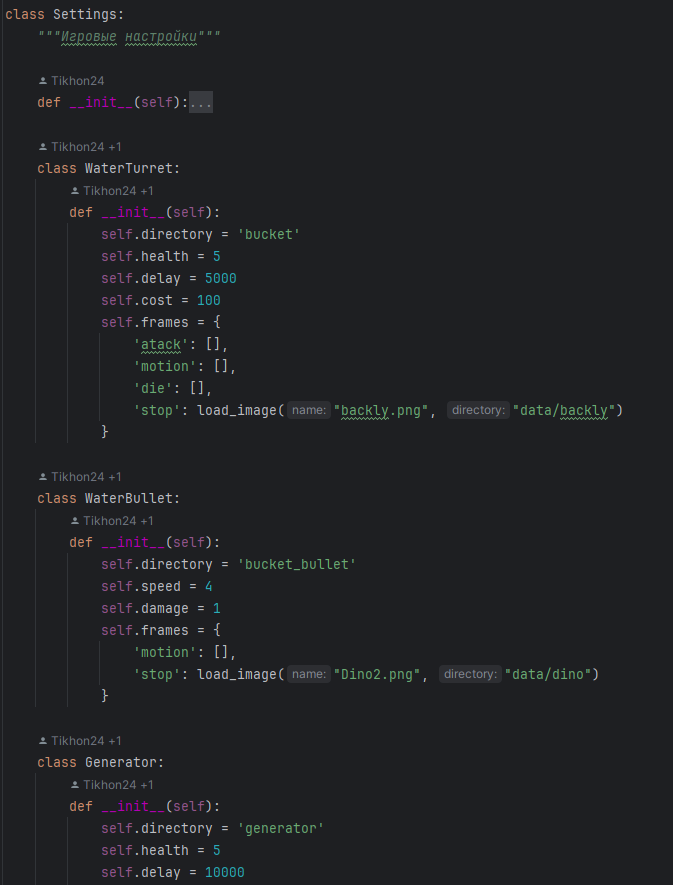 class Settings:
"""Игровые настройки"""
Tikhon24
def __init__(self):...
Tikhon24 +1
class WaterTurret:
Tikhon24 +1
def __init__(self):
self.directory = 'bucket'
self.health = 5
self.delay = 5000
self.cost = 100
self.frames = {
'atack': [],
'motion': [],
'die': [],
'stop': load_image( name: "backly.png", directory: "data/backly")
}
Tikhon24 +1
class WaterBullet:
Tikhon24 +1
def __init__(self):
self.directory = 'bucket_bullet'
self.speed = 4
self.damage = 1
self.frames = {
'motion': [],
'stop': load_image( name: "Dino2.png", directory: "data/dino")
}
Tikhon24 +1
class Generator:
Tikhon24 +1
def __init__(self):
self.directory = 'generator'
self.health = 5
self.delay = 10000